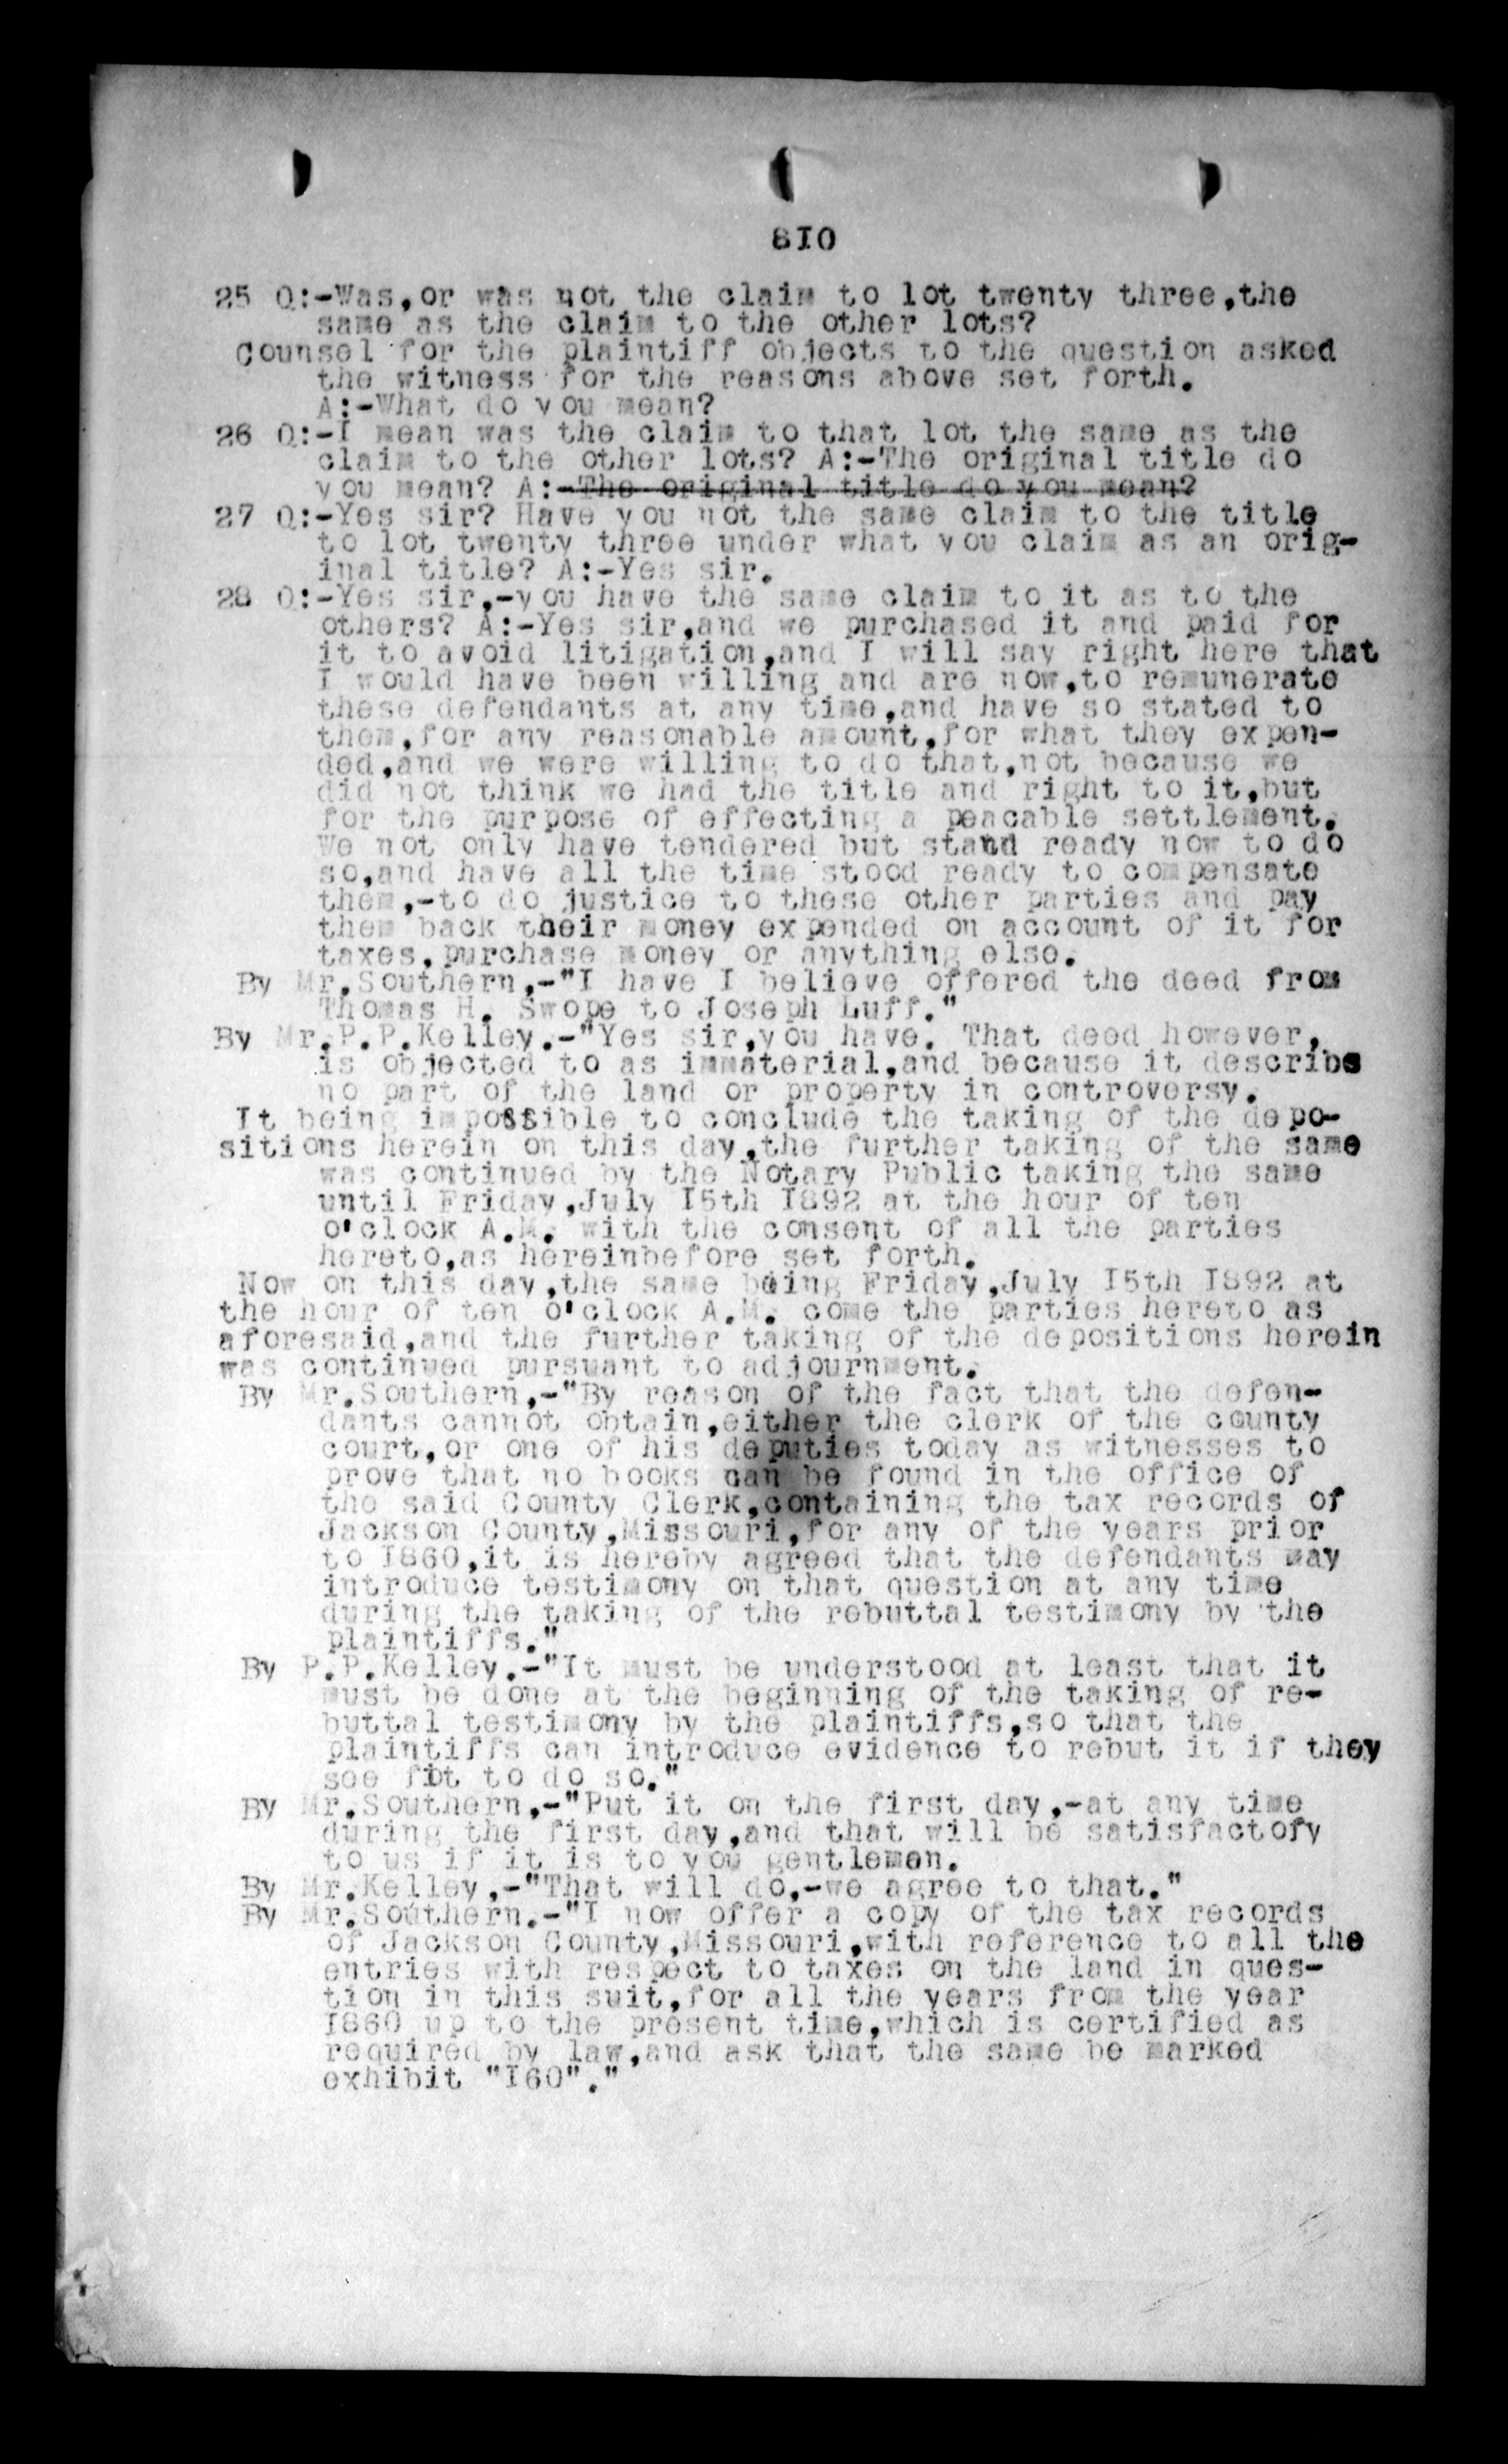 810
25 Q:-Was,or was not the claim to lot twenty three,the
same as the claim to the other lots?
Counsel for the plaintiff objects to the question asked
the witness for the reasons above set forth.
A:-What do you mean?
26 Q:-I mean was the claim to that lot the same as the
claim to the other lots? A:-The original title do
you mean? A:-The original title do you mean?
27 Q:-Yes sir? Have you not the same claim to the title
to lot twenty three under what you claim as an orig-
inal title? A:-Yes sir.
28 Q:-Yes sir,-you have the same claim to it as to the
others? A:-Yes sir,and we purchased it and paid for
it to avoid litigation,and I will say right here that
I would have been willing and are now,to remunerate
these defendants at any time,and have so stated to
them,for any reasonable amount,for what they expen-
ded,and we were willing to do that,not because we
did not think we had the title and right to it,but
for the purpose of effecting a peacable settlement.
We not only have tendered but stand ready now to do
so,and have all the time stood ready to compensate
them,-to do justice to these other parties and pay
them back their money expended on account of it for
taxes,purchase money or anything else.
By Mr.Southern,-"I have I believe offered the deed from
Thomas H. Swope to Joseph Luff."
By Mr.P.P.Kelley.-"Yes sir,you have. That deed however,
is objected to as immaterial,and because it describs
no part of the land or property in controversy.
It being impossible to conclude the taking of the depo-
sitions herein on this day,the further taking of the same
was continued by the Notary Public taking the same
until Friday,July I5th I892 at the hour of ten
o'clock A.M. with the consent of all the parties
hereto,as hereinbefore set forth.
Now on this day,the same being Friday,July I5th I892 at
the hour of ten o'clock A.M. come the parties hereto as
aforesaid,and the further taking of the depositions herein
was continued pursuant to adjournment.
By Mr.Southern,-"By reason of the fact that the defen-
dants cannot obtain,either the clerk of the county
court,or one of his deputies today as witnesses to
prove that no books can be found in the office of
the said County Clerk,containing the tax records of
Jackson County,Missouri,for any of the years prior
to I860,it is hereby agreed that the defendants may
introduce testimony on that question at any time
during the taking of the rebuttal testimony by the
plaintiffs."
By P.P.Kelley.-"It must be understood at least that it
must be done at the beginning of the taking of re-
buttal testimony by the plaintiffs,so that the
plaintiffs can introduce evidence to rebut it if they
see fit to do so."
By Mr.Southern,-"Put it on the first day,-at any time
during the first day,and that will be satisfactofy
to us if it is to you gentlemen.
By Mr.Kelley,-"That will do,-we agree to that."
By Mr.Southern.-"I now offer a copy of the tax records
of Jackson County,Missouri,with reference to all the
entries with respect to taxes on the land in ques-
tion in this suit,for all the years from the year
I860 up to the present time,which is certified as
required by law,and ask that the same be marked
exhibit "I60"."